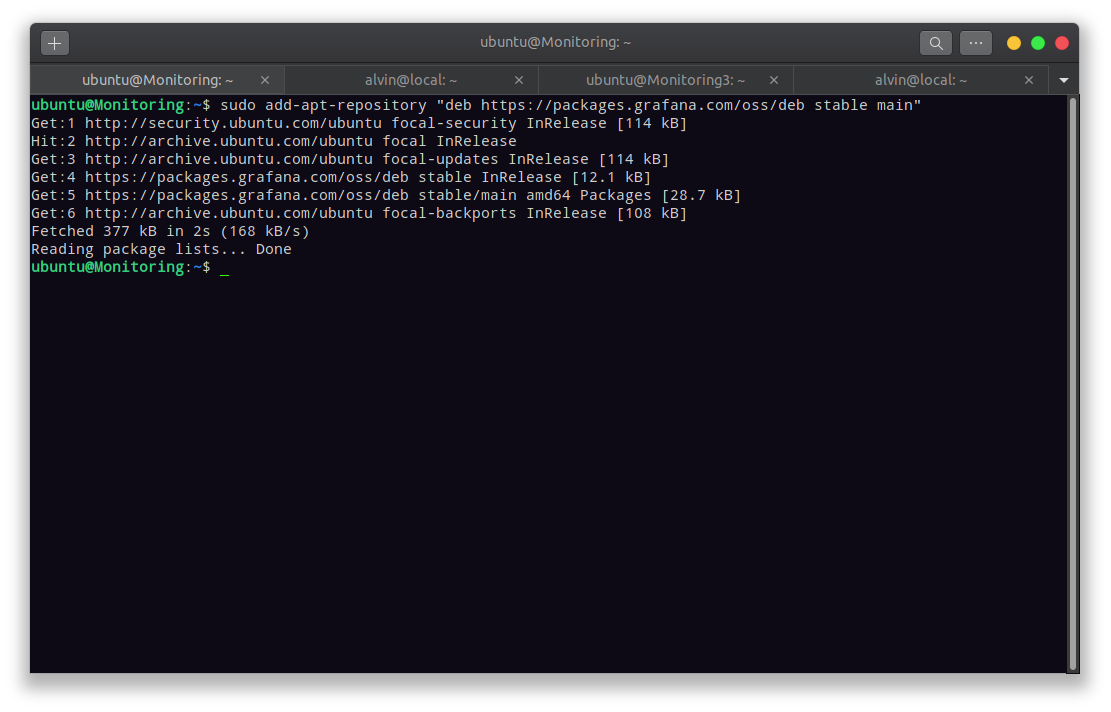 ubuntu@Monitoring: ~
ubuntu@Monitoring: ~ × alvin@local: ~ × ubuntu@Monitoring3: ~ × alvin@local: ~ ×
ubuntu@Monitoring:~$ sudo add-apt-repository "deb https://packages.grafana.com/oss/deb stable main"
Get:1 http://security.ubuntu.com/ubuntu focal-security InRelease [114 kB]
Hit:2 http://archive.ubuntu.com/ubuntu focal InRelease
Get:3 http://archive.ubuntu.com/ubuntu focal-updates InRelease [114 kB]
Get:4 https://packages.grafana.com/oss/deb stable InRelease [12.1 kB]
Get:5 https://packages.grafana.com/oss/deb stable/main amd64 Packages [28.7 kB]
Get:6 http://archive.ubuntu.com/ubuntu focal-backports InRelease [108 kB]
Fetched 377 kB in 2s (168 kB/s)
Reading package lists... Done
ubuntu@Monitoring:~$ _